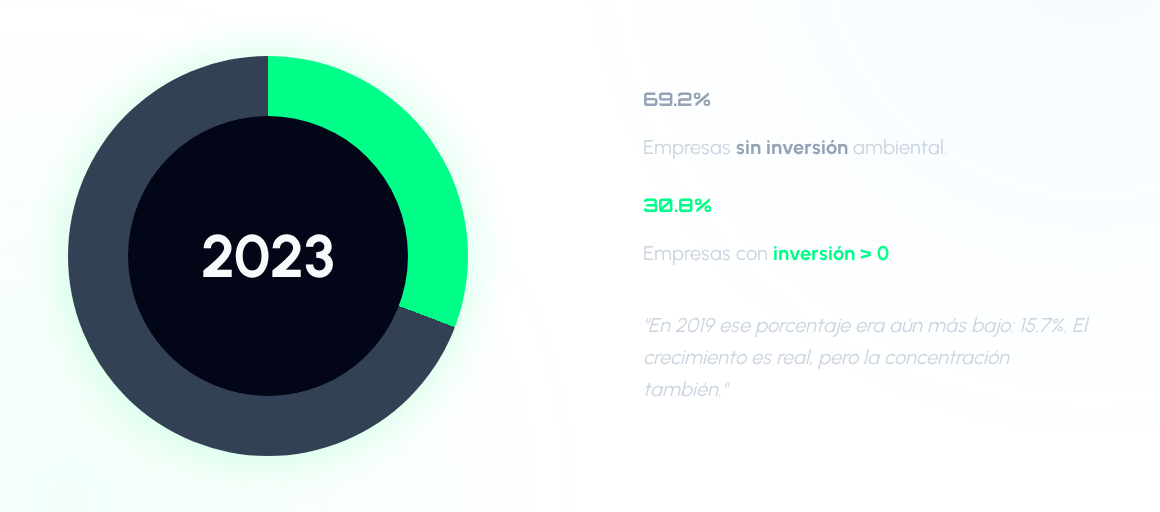 2023
69.2%
Empresas sin inversión ambiental.
30.8%
Empresas con inversión > 0
"En 2019 ese porcentaje era aún más bajo: 15.7%. El
crecimiento es real, pero la concentración
también."